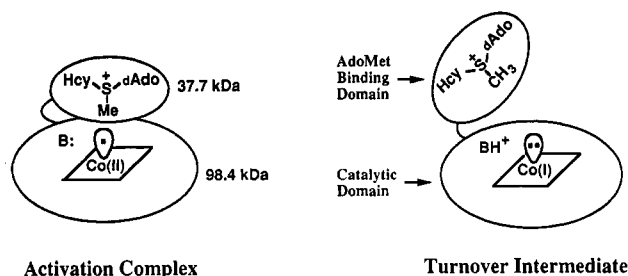 Hcy
+
S
dAdo
Me
37.7 kDa
B:
Co(II)
98.4 kDa
Activation Complex
AdoMet
Binding
Domain
Hcy
+
S
dAdo
CH3
BH+
Co(I)
Catalytic
Domain
Turnover Intermediate